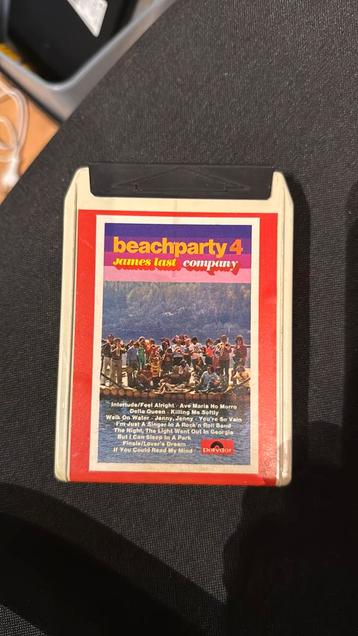 beachparty 4
james last company
Interlude/Feel Alright · Ave Maria No Morro
Delta Queen · Killing Me Softly
Walk On Water · Jenny, Jenny · You're So Vain
I'm Just A Singer In A Rock'n Roll Band
The Night, The Light Went Out In Georgia
But I Can Sleep In A Park
Finale/Lover's Dream
If You Could Read My Mind
Polydor